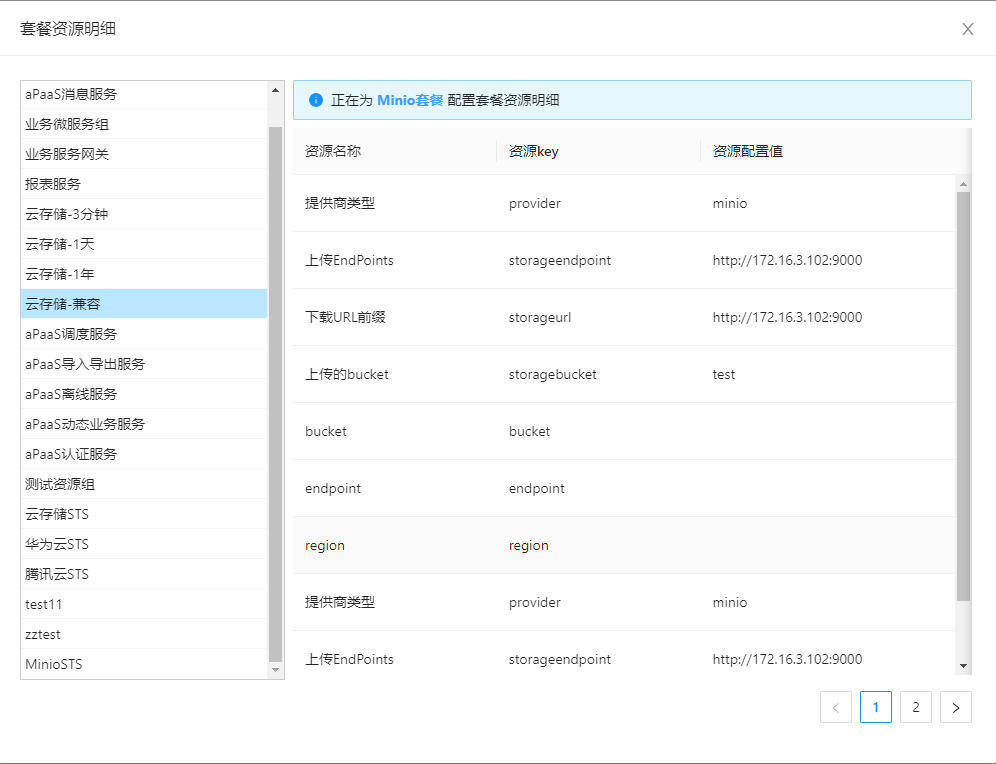 套餐资源明细
aPaaS消息服务
业务微服务组
业务服务网关
报表服务
云存储-3分钟
云存储-1天
云存储-1年
云存储-兼容
aPaaS调度服务
aPaaS导入导出服务
aPaaS离线服务
aPaaS动态业务服务
aPaaS认证服务
测试资源组
云存储STS
华为云STS
腾讯云STS
test11
zztest
MinioSTS
正在为 Minio套餐 配置套餐资源明细
资源名称 资源key 资源配置值
提供商类型 provider minio
上传EndPoints storageendpoint http://172.16.3.102:9000
下载URL前缀 storageurl http://172.16.3.102:9000
上传的bucket storagebucket test
bucket bucket
endpoint endpoint
region region
提供商类型 provider minio
上传EndPoints storageendpoint http://172.16.3.102:9000
< 1 2 >